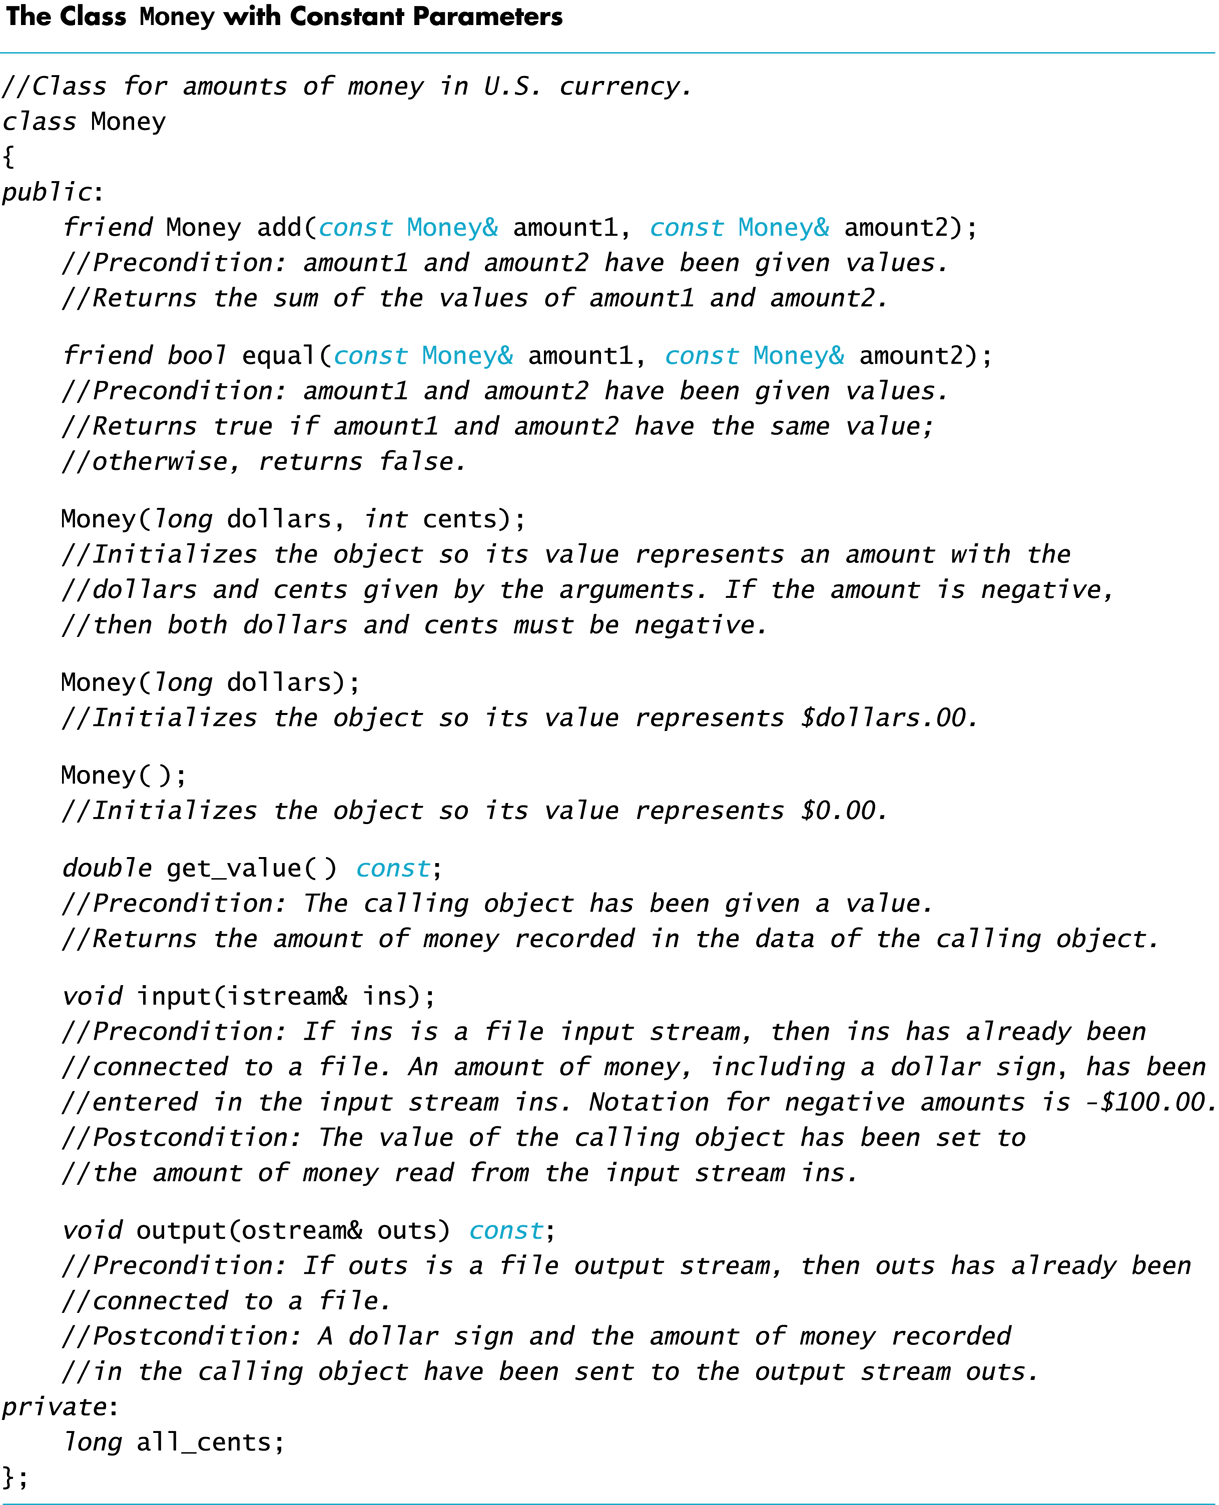 The Class Money with Constant Parameters
//Class for amounts of money in U.S. currency.
class Money
{
public:
    friend Money add(const Money& amount1, const Money& amount2);
    //Precondition: amount1 and amount2 have been given values.
    //Returns the sum of the values of amount1 and amount2.

    friend bool equal(const Money& amount1, const Money& amount2);
    //Precondition: amount1 and amount2 have been given values.
    //Returns true if amount1 and amount2 have the same value;
    //otherwise, returns false.

    Money(long dollars, int cents);
    //Initializes the object so its value represents an amount with the
    //dollars and cents given by the arguments. If the amount is negative,
    //then both dollars and cents must be negative.

    Money(long dollars);
    //Initializes the object so its value represents $dollars.00.

    Money( );
    //Initializes the object so its value represents $0.00.

    double get_value( ) const;
    //Precondition: The calling object has been given a value.
    //Returns the amount of money recorded in the data of the calling object.

    void input(istream& ins);
    //Precondition: If ins is a file input stream, then ins has already been
    //connected to a file. An amount of money, including a dollar sign, has been
    //entered in the input stream ins. Notation for negative amounts is -$100.00.
    //Postcondition: The value of the calling object has been set to
    //the amount of money read from the input stream ins.

    void output(ostream& outs) const;
    //Precondition: If outs is a file output stream, then outs has already been
    //connected to a file.
    //Postcondition: A dollar sign and the amount of money recorded
    //in the calling object have been sent to the output stream outs.
private:
    long all_cents;
};